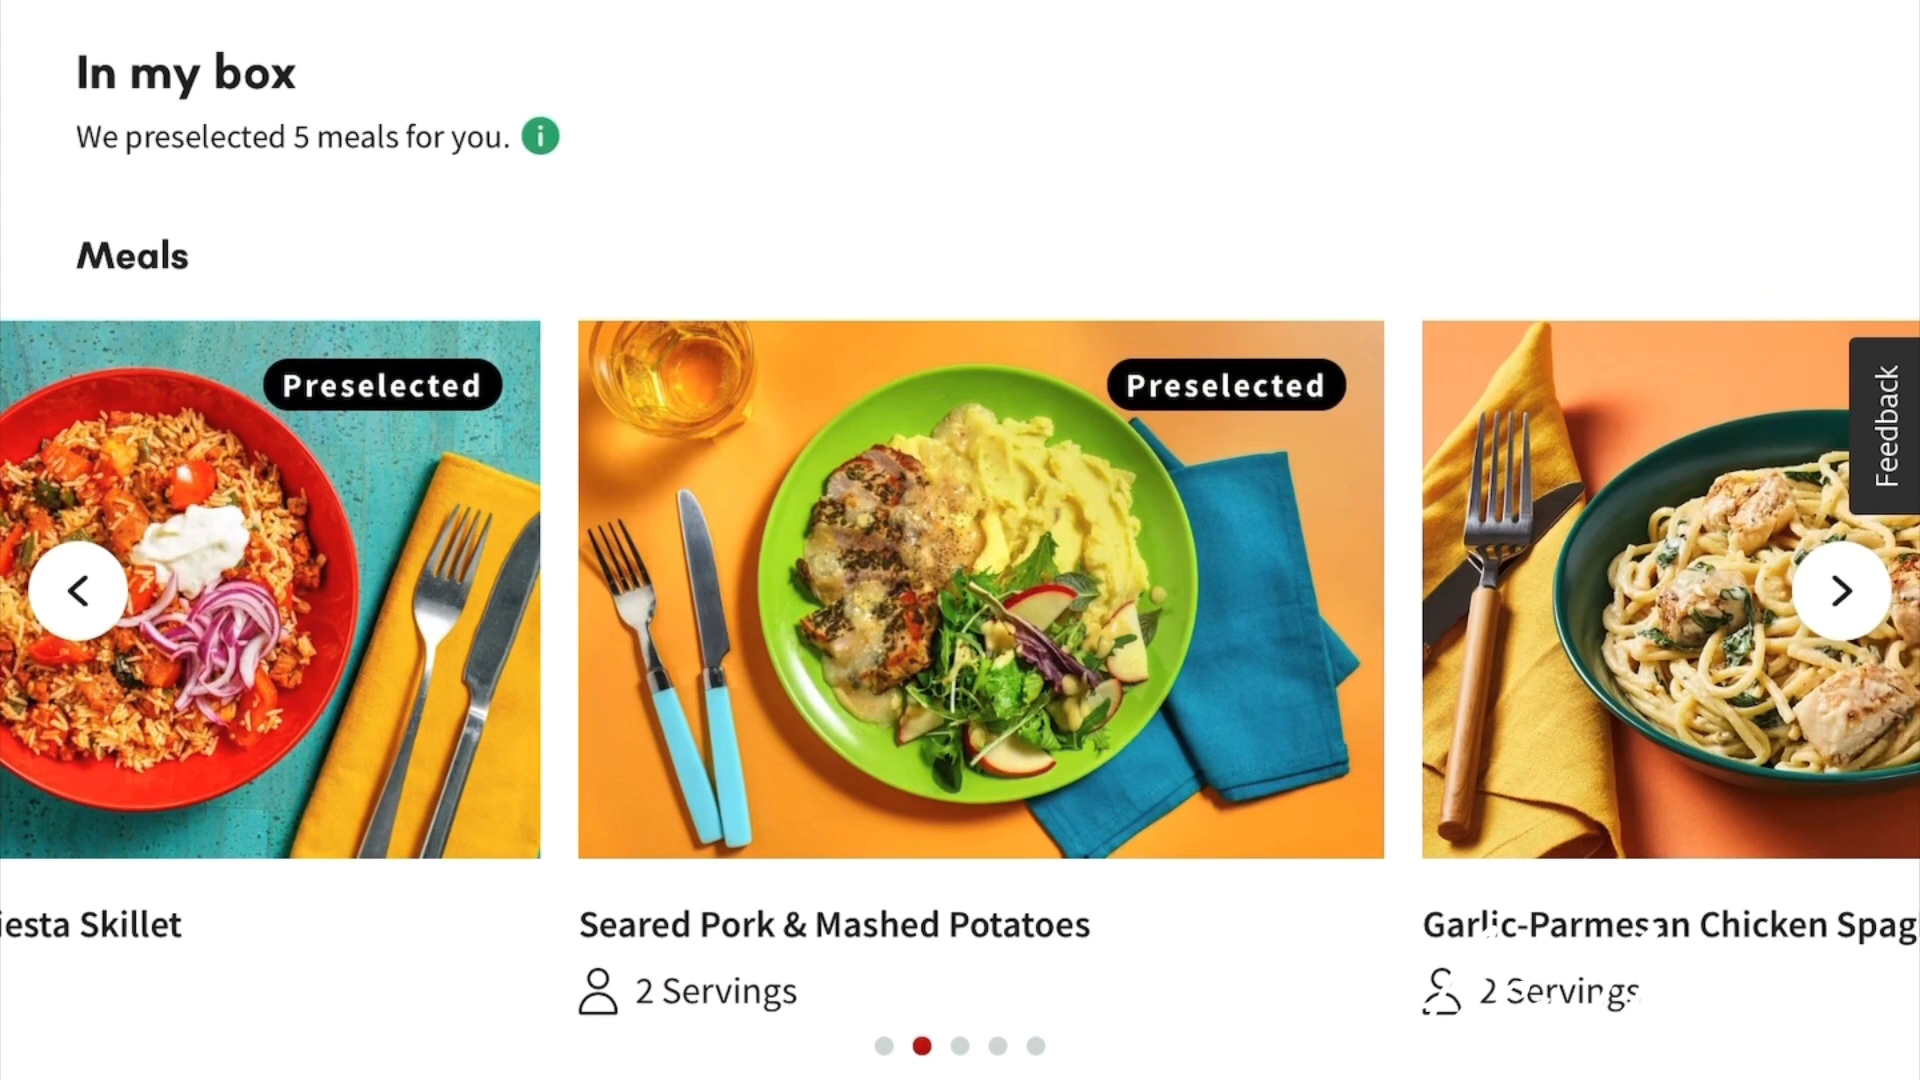 In my box
We preselected 5 meals for you.
Meals
Preselected
Preselected
Feedback
iesta Skillet
Seared Pork & Mashed Potatoes
Garlic-Parmesan Chicken Spag
2 Servings
2 Servings